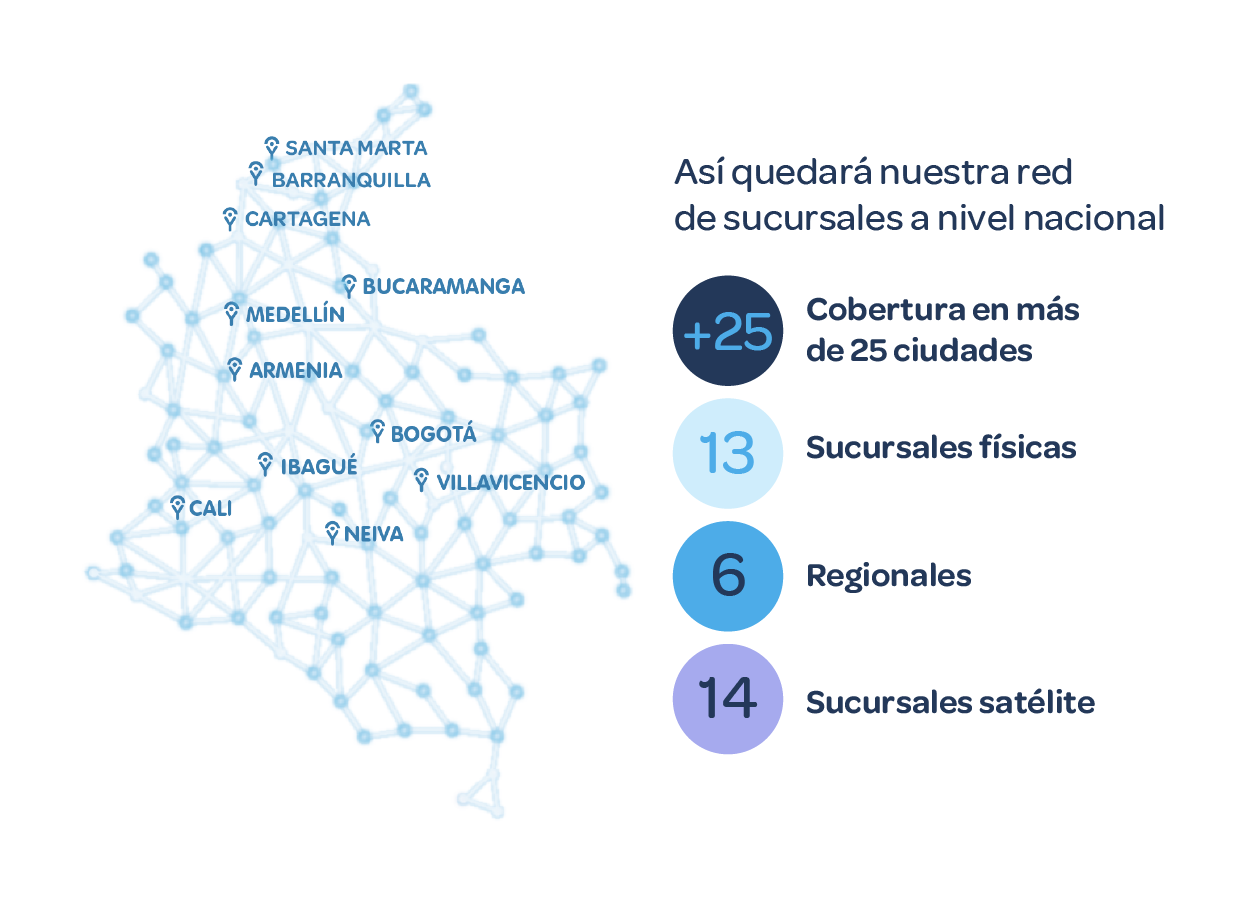 SANTA MARTA
BARRANQUILLA
CARTAGENA
BUCARAMANGA
MEDELLÍN
ARMENIA
BOGOTÁ
IBAGUÉ
VILLAVICENCIO
CALI
NEIVA
Así quedará nuestra red
de sucursales a nivel nacional
+25
Cobertura en más
de 25 ciudades
13
Sucursales físicas
6
Regionales
14
Sucursales satélite